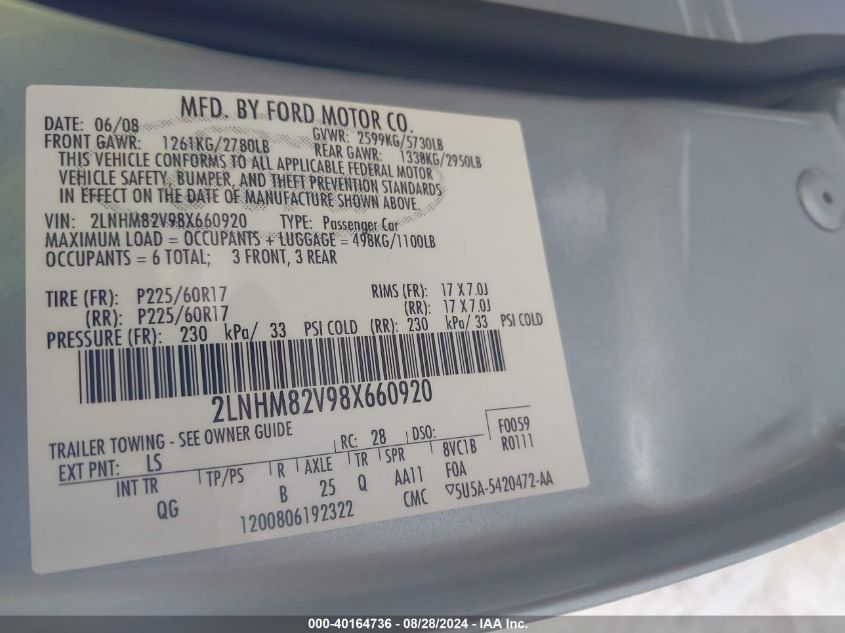 MFD. BY FORD MOTOR CO.
DATE: 06/08 GVWR: 2599KG/5730LB
FRONT GAWR: 1261KG/2780LB REAR GAWR: 1338KG/2950LB
THIS VEHICLE CONFORMS TO ALL APPLICABLE FEDERAL MOTOR
VEHICLE SAFETY, BUMPER, AND THEFT PREVENTION STANDARDS
IN EFFECT ON THE DATE OF MANUFACTURE SHOWN ABOVE.
VIN: 2LNHM82V98X660920 TYPE: Passenger Car
MAXIMUM LOAD = OCCUPANTS + LUGGAGE = 498KG/1100LB
OCCUPANTS = 6 TOTAL; 3 FRONT, 3 REAR
TIRE (FR): P225/60R17 RIMS (FR): 17 X 7.0J
(RR): P225/60R17 (RR): 17 X 7.0J
PRESSURE (FR): 230 kPa/ 33 PSI COLD (RR): 230 kPa/ 33 PSI COLD
2LNHM82V98X660920
TRAILER TOWING - SEE OWNER GUIDE RC: 28 DSO: F0059
EXT PNT: LS R0111
INT TR TP/PS R AXLE TR SPR 8VC1B
QG B 25 Q AA11 F0A
1200806192322 CMC ▽5U5A-5420472-AA
000-40164736 - 08/28/2024 - IAA Inc.